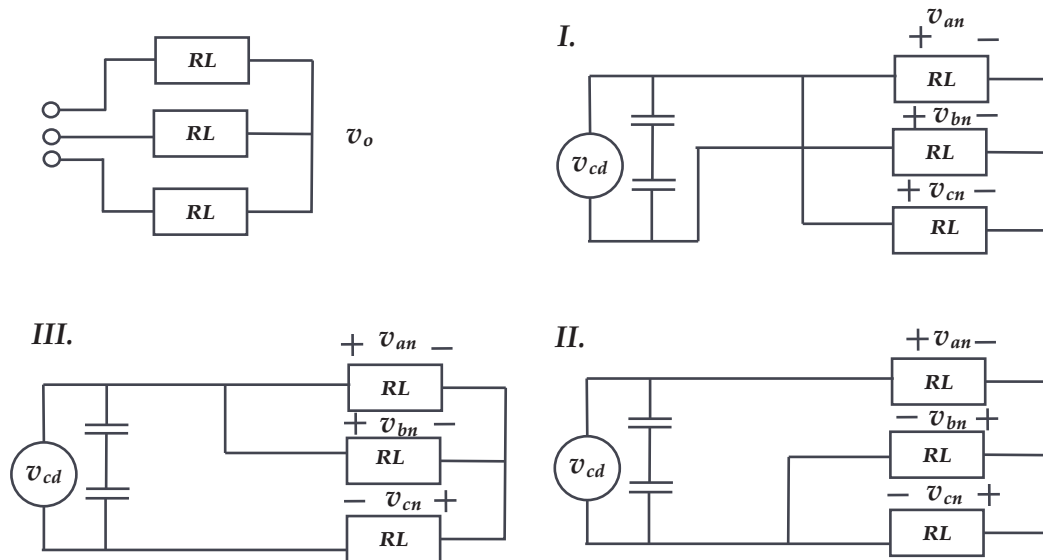 RL
RL
RL
v_o
I.
v_an
+ −
RL
+ v_bn −
RL
+ v_cn −
RL
v_cd
III.
+ v_an −
RL
+ v_bn −
RL
− v_cn +
RL
v_cd
II.
+ v_an −
RL
− v_bn +
RL
− v_cn +
RL
v_cd